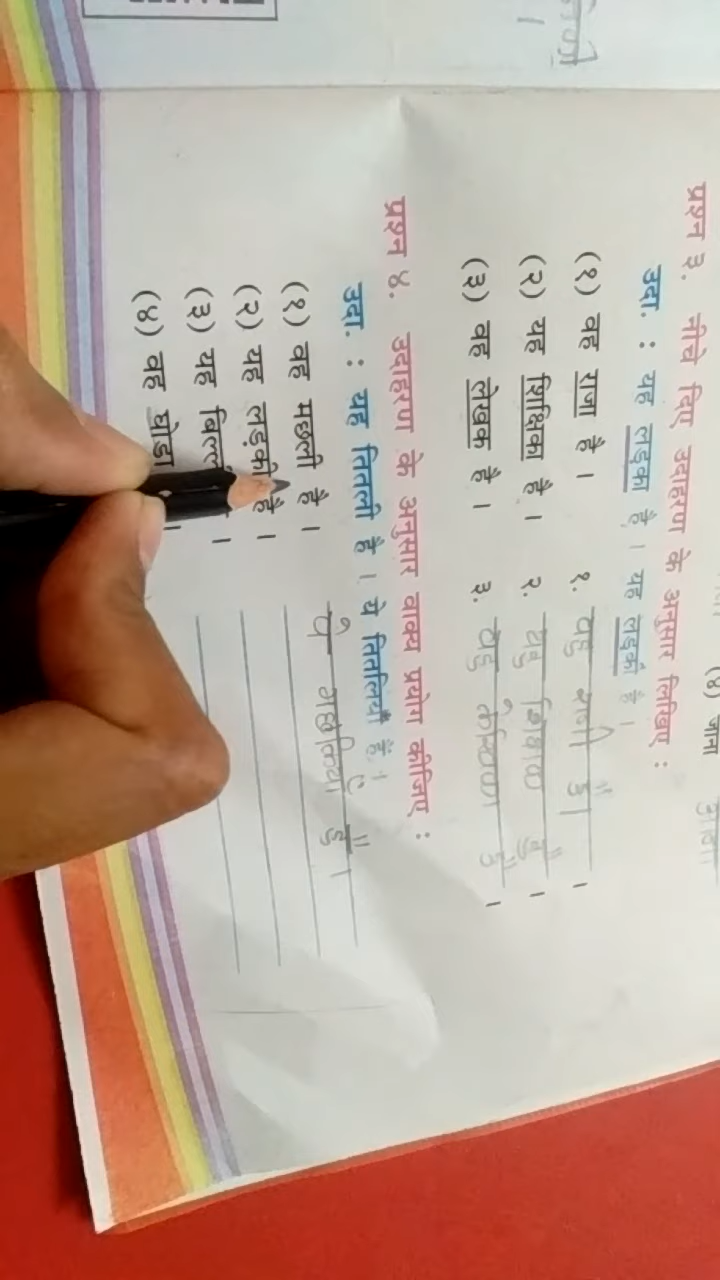 (४) जाना
प्रश्न ३. नीचे दिए उदाहरण के अनुसार लिखिए :
उदा. : यह लड़का है । यह लड़की है ।
(१) वह राजा है । १. वह रानी है।
(२) यह शिक्षिका है । २. यह शिक्षक है ।
(३) वह लेखक है । ३. वह लेखिका है ।
प्रश्न ४. उदाहरण के अनुसार वाक्य प्रयोग कीजिए :
उदा. : यह तितली है । ये तितलियाँ हैं ।
(१) वह मछली है । वे मछलियाँ हैं ।
(२) यह लड़की है ।
(३) यह ।
(४) वह घोड़ा ।